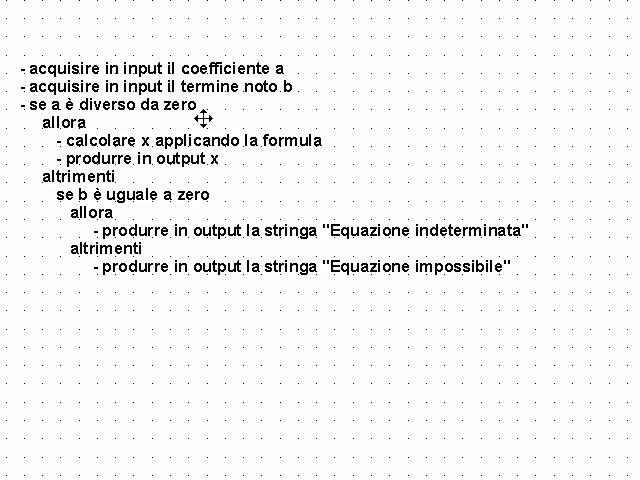 - acquisire in input il coefficiente a
- acquisire in input il termine noto b
- se a è diverso da zero
allora
- calcolare x applicando la formula
- produrre in output x
altrimenti
se b è uguale a zero
allora
- produrre in output la stringa "Equazione indeterminata"
altrimenti
- produrre in output la stringa "Equazione impossibile"